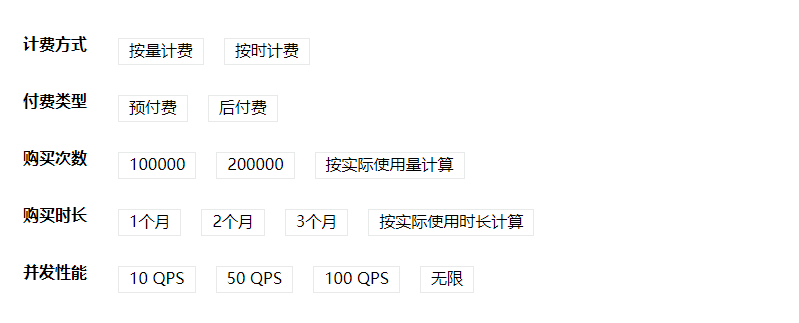 计费方式 按量计费 按时计费
付费类型 预付费 后付费
购买次数 100000 200000 按实际使用量计算
购买时长 1个月 2个月 3个月 按实际使用时长计算
并发性能 10 QPS 50 QPS 100 QPS 无限